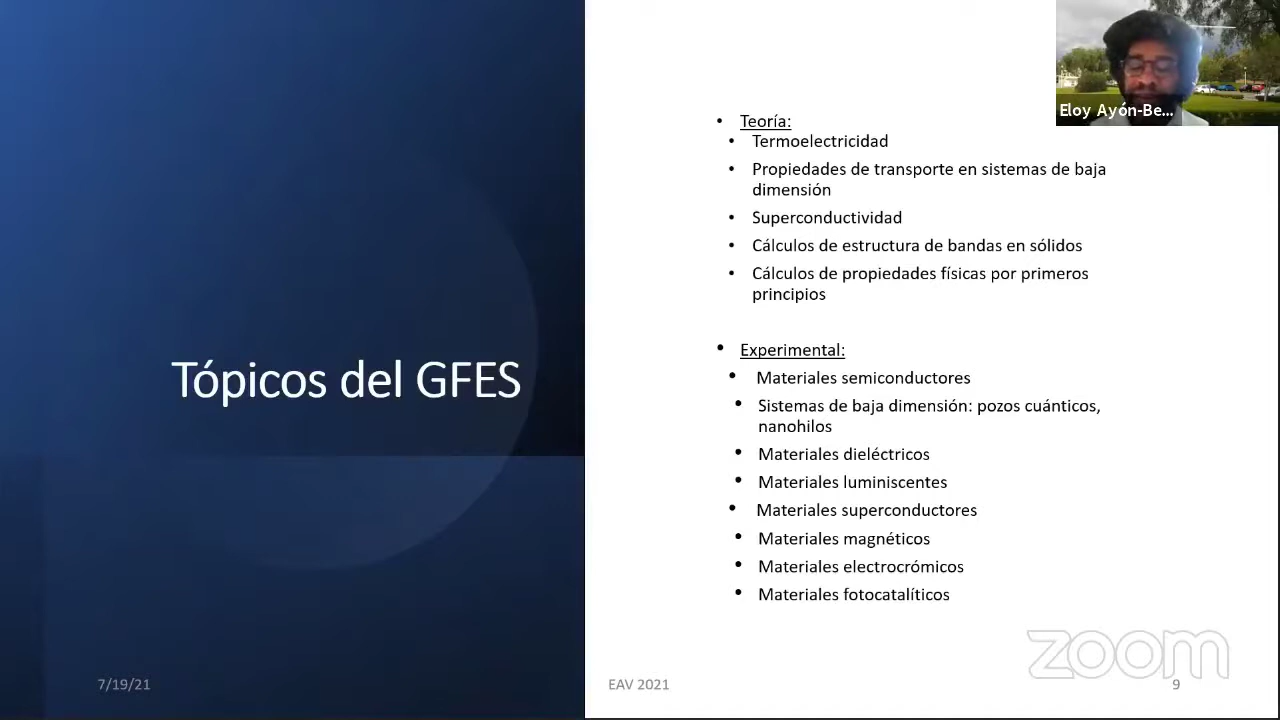 Eloy Ayón-Be...
• Teoría:
• Termoelectricidad
• Propiedades de transporte en sistemas de baja
dimensión
• Superconductividad
• Cálculos de estructura de bandas en sólidos
• Cálculos de propiedades físicas por primeros
principios
Tópicos del GFES
• Experimental:
• Materiales semiconductores
• Sistemas de baja dimensión: pozos cuánticos,
nanohilos
• Materiales dieléctricos
• Materiales luminiscentes
• Materiales superconductores
• Materiales magnéticos
• Materiales electrocrómicos
• Materiales fotocatalíticos
zoom
7/19/21
EAV 2021
9